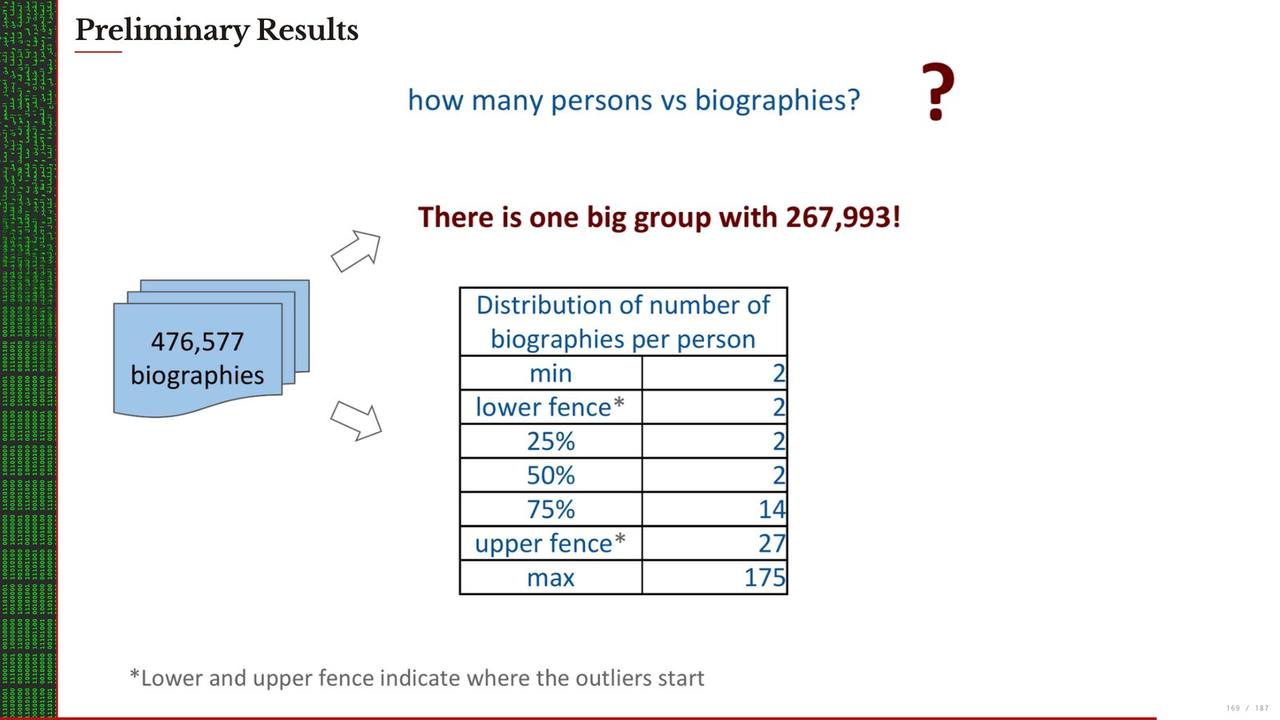 Preliminary Results
how many persons vs biographies? ?
There is one big group with 267,993!
476,577
biographies
Distribution of number of
biographies per person
min 2
lower fence* 2
25% 2
50% 2
75% 14
upper fence* 27
max 175
*Lower and upper fence indicate where the outliers start
169 / 187